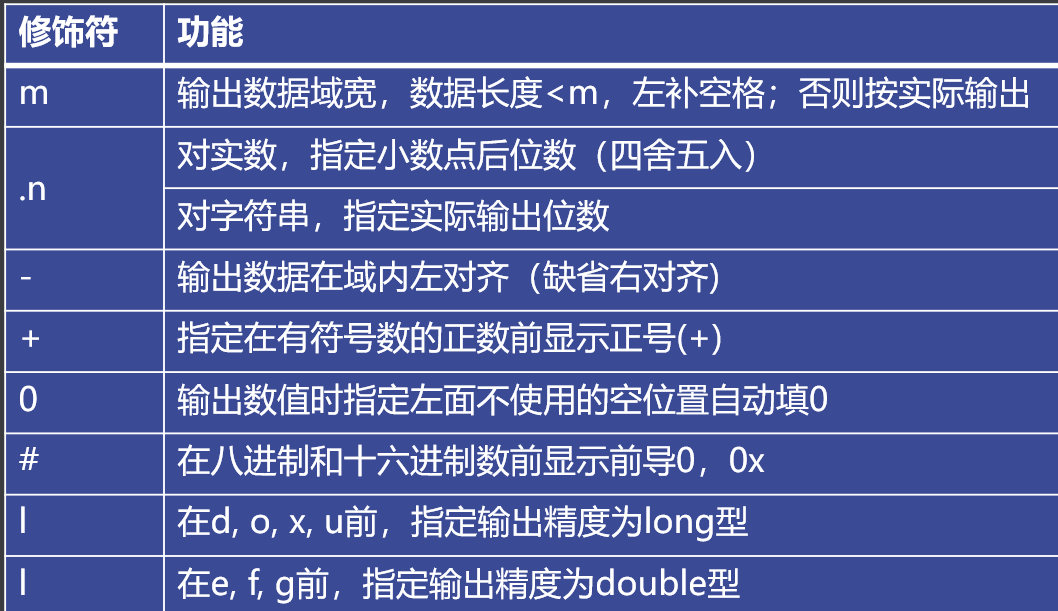 修饰符 功能
m 输出数据域宽，数据长度<m，左补空格；否则按实际输出
.n 对实数，指定小数点后位数（四舍五入）
对字符串，指定实际输出位数
- 输出数据在域内左对齐（缺省右对齐)
+ 指定在有符号数的正数前显示正号(+)
0 输出数值时指定左面不使用的空位置自动填0
# 在八进制和十六进制数前显示前导0，0x
l 在d, o, x, u前，指定输出精度为long型
l 在e, f, g前，指定输出精度为double型